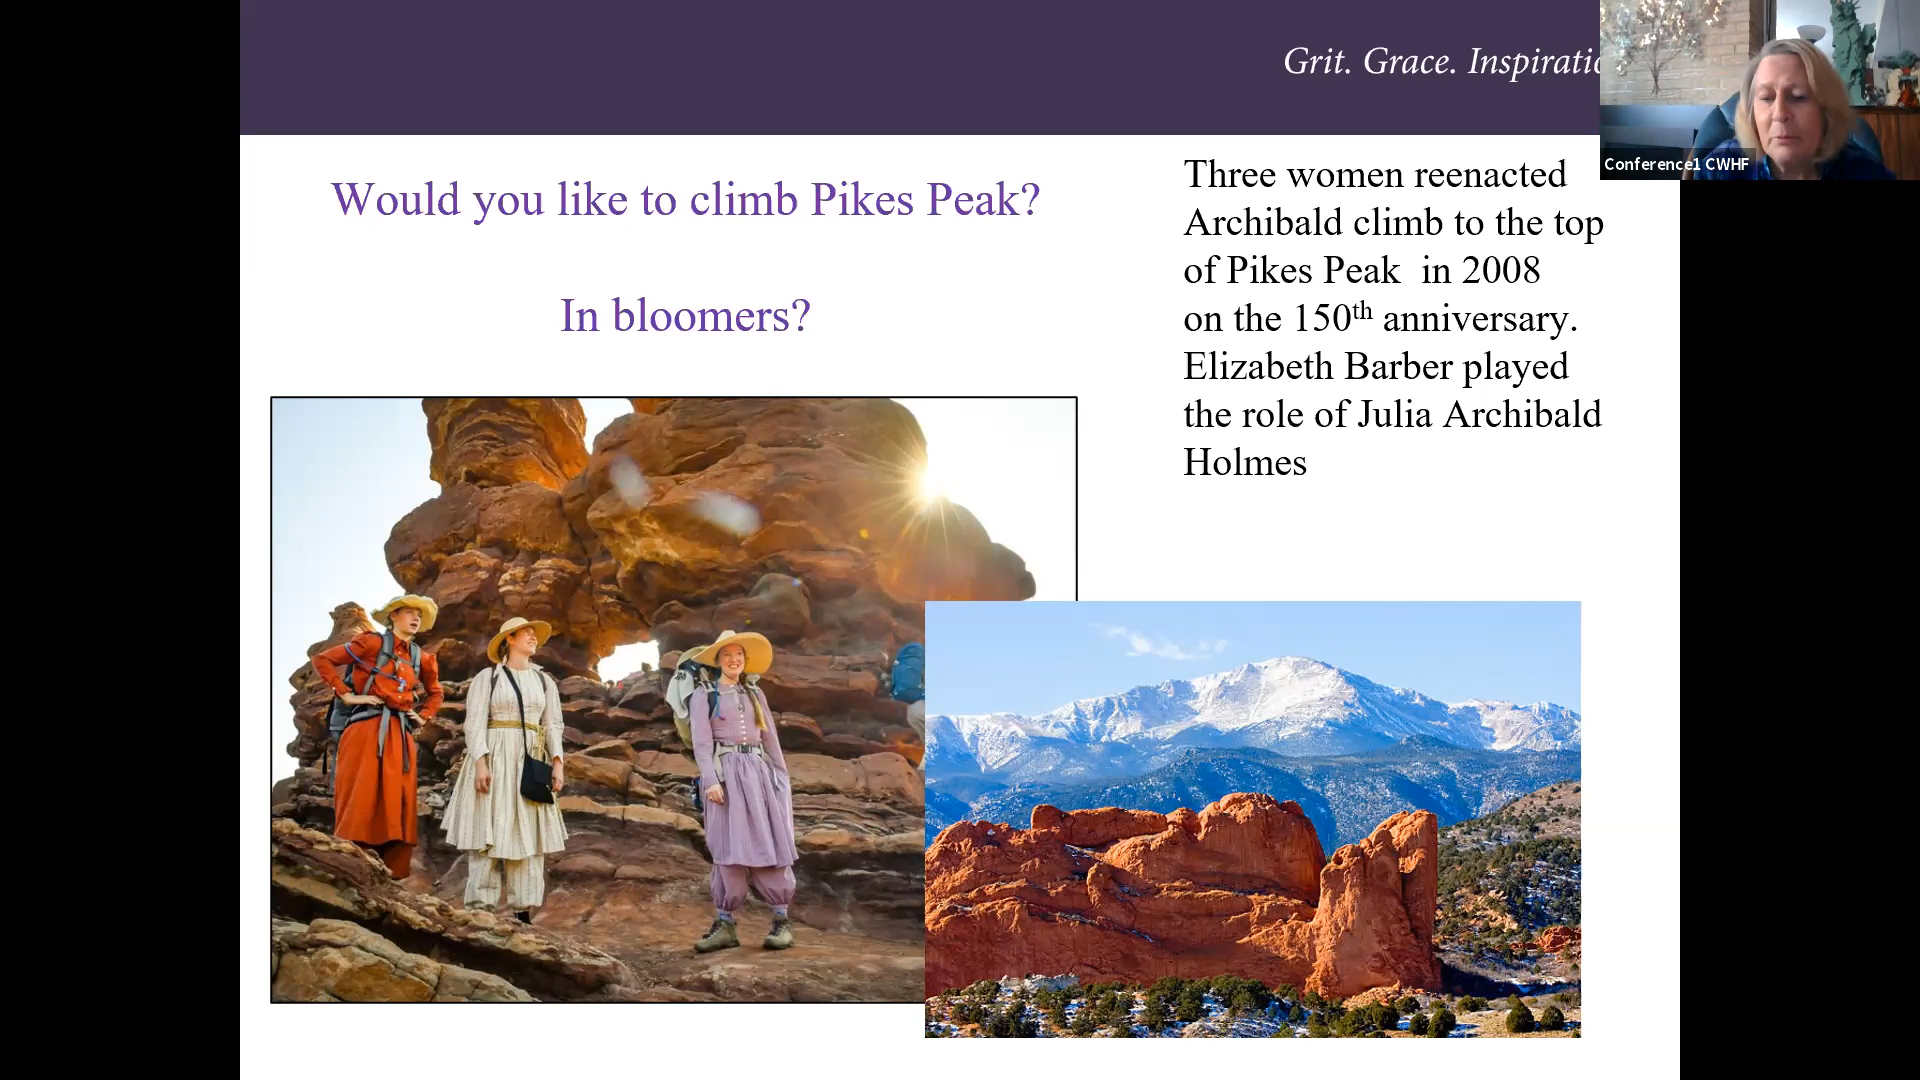 Grit. Grace. Inspiratio
Conference1 CWHF
Would you like to climb Pikes Peak?
In bloomers?
Three women reenacted
Archibald climb to the top
of Pikes Peak in 2008
on the 150th anniversary.
Elizabeth Barber played
the role of Julia Archibald
Holmes